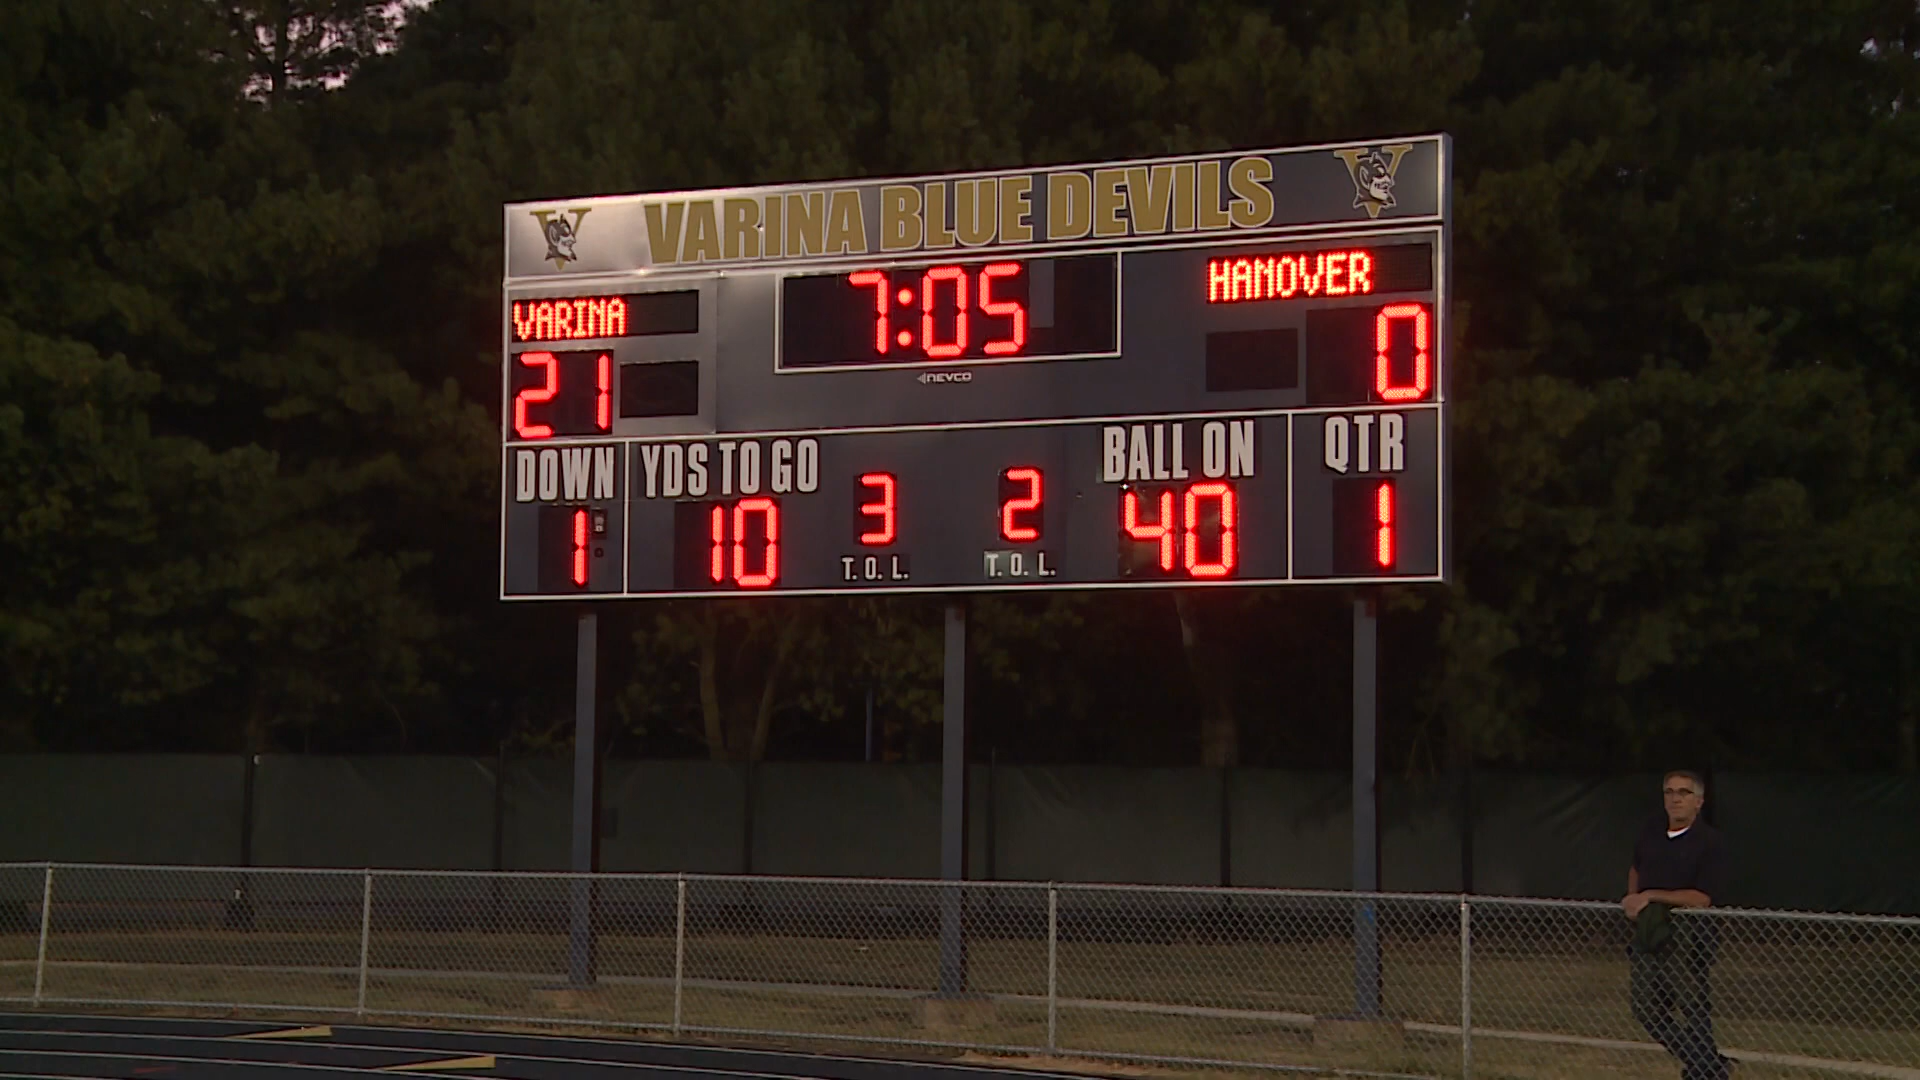 VARINA BLUE DEVILS
VARINA 7:05 HANOVER
21 0
NEVCO
DOWN YDS TO GO BALL ON QTR
1 10 3 2 40 1
T. O. L. T. O. L.